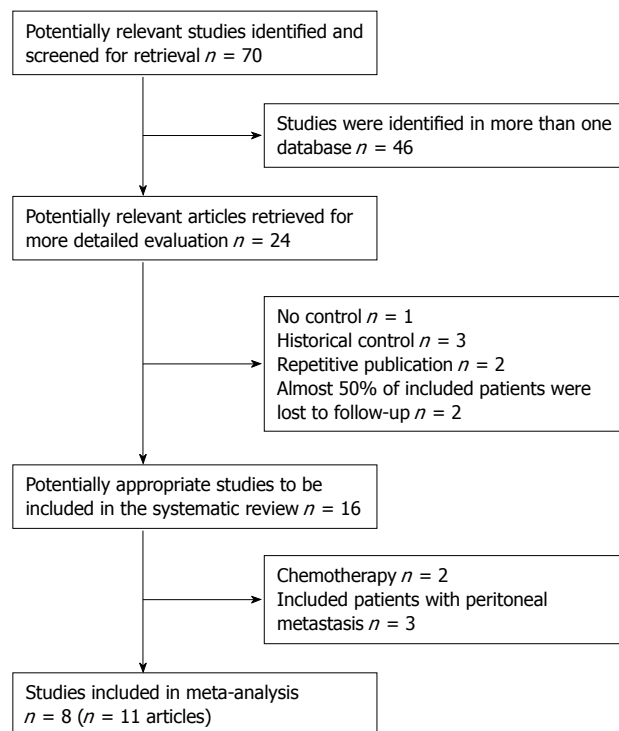 Potentially relevant studies identified and
screened for retrieval n = 70
Studies were identified in more than one
database n = 46
Potentially relevant articles retrieved for
more detailed evaluation n = 24
No control n = 1
Historical control n = 3
Repetitive publication n = 2
Almost 50% of included patients were
lost to follow-up n = 2
Potentially appropriate studies to be
included in the systematic review n = 16
Chemotherapy n = 2
Included patients with peritoneal
metastasis n = 3
Studies included in meta-analysis
n = 8 (n = 11 articles)